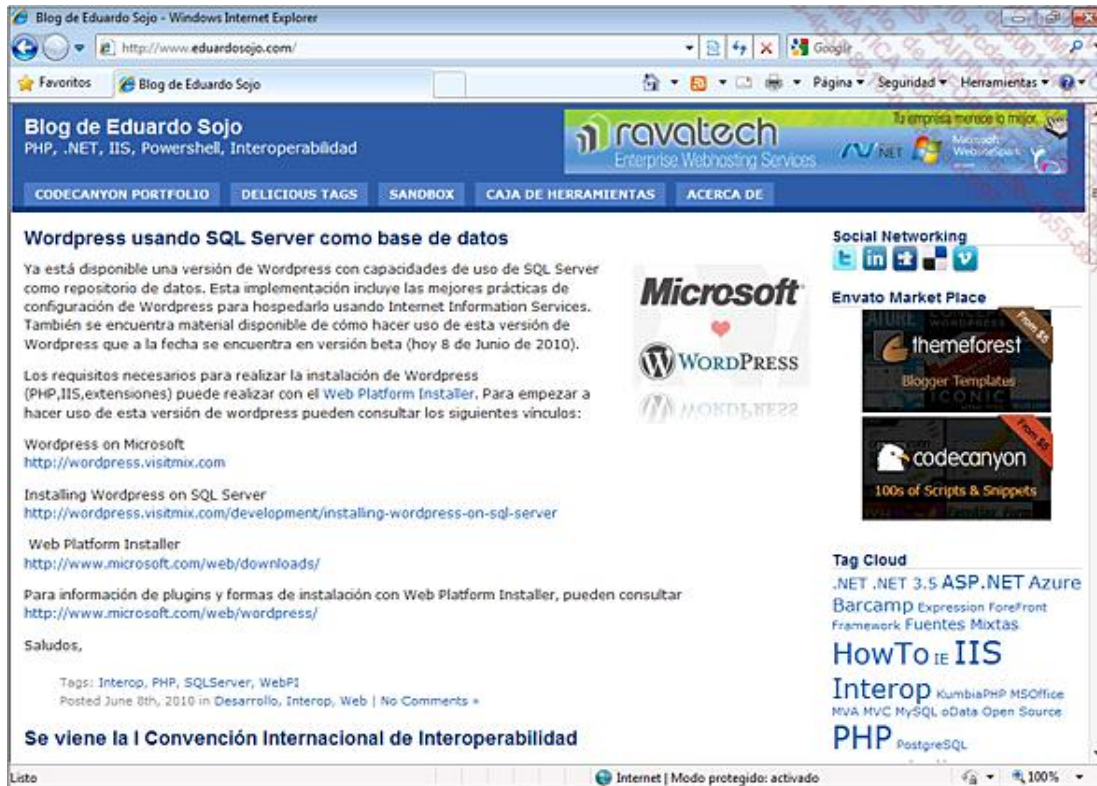 Blog de Eduardo Sojo - Windows Internet Explorer
http://www.eduardosojo.com/
Google
Favoritos
Blog de Eduardo Sojo
Página
Seguridad
Herramientas
Blog de Eduardo Sojo
PHP, .NET, IIS, Powershell, Interoperabilidad
ravatech
Enterprise Webhosting Services
Tu empresa merece lo mejor...
.NET
Microsoft
WebsiteSpark
CODECANYON PORTFOLIO
DELICIOUS TAGS
SANDBOX
CAJA DE HERRAMIENTAS
ACERCA DE
Wordpress usando SQL Server como base de datos
Ya está disponible una versión de Wordpress con capacidades de uso de SQL Server
como repositorio de datos. Esta implementación incluye las mejores prácticas de
configuración de Wordpress para hospedarlo usando Internet Information Services.
También se encuentra material disponible de cómo hacer uso de esta versión de
Wordpress que a la fecha se encuentra en versión beta (hoy 8 de Junio de 2010).
Microsoft
WORDPRESS
Los requisitos necesarios para realizar la instalación de Wordpress
(PHP,IIS,extensiones) puede realizar con el Web Platform Installer. Para empezar a
hacer uso de esta versión de wordpress pueden consultar los siguientes vínculos:
Wordpress on Microsoft
http://wordpress.visitmix.com
Installing Wordpress on SQL Server
http://wordpress.visitmix.com/development/installing-wordpress-on-sql-server
Web Platform Installer
http://www.microsoft.com/web/downloads/
Para información de plugins y formas de instalación con Web Platform Installer, pueden consultar
http://www.microsoft.com/web/wordpress/
Saludos,
Tags: Interop, PHP, SQLServer, WebPI
Posted June 8th, 2010 in Desarrollo, Interop, Web | No Comments »
Se viene la I Convención Internacional de Interoperabilidad
Social Networking
Envato Market Place
From $5
themeforest
Blogger Templates
From $5
codecanyon
100s of Scripts & Snippets
Tag Cloud
.NET .NET 3.5 ASP.NET Azure
Barcamp Expression ForeFront
Framework Fuentes Mixtas
HowTo IE IIS
Interop KumbiaPHP MSOffice
MVA MVC MySQL oData Open Source
PHP PostgreSQL
Listo
Internet | Modo protegido: activado
100%